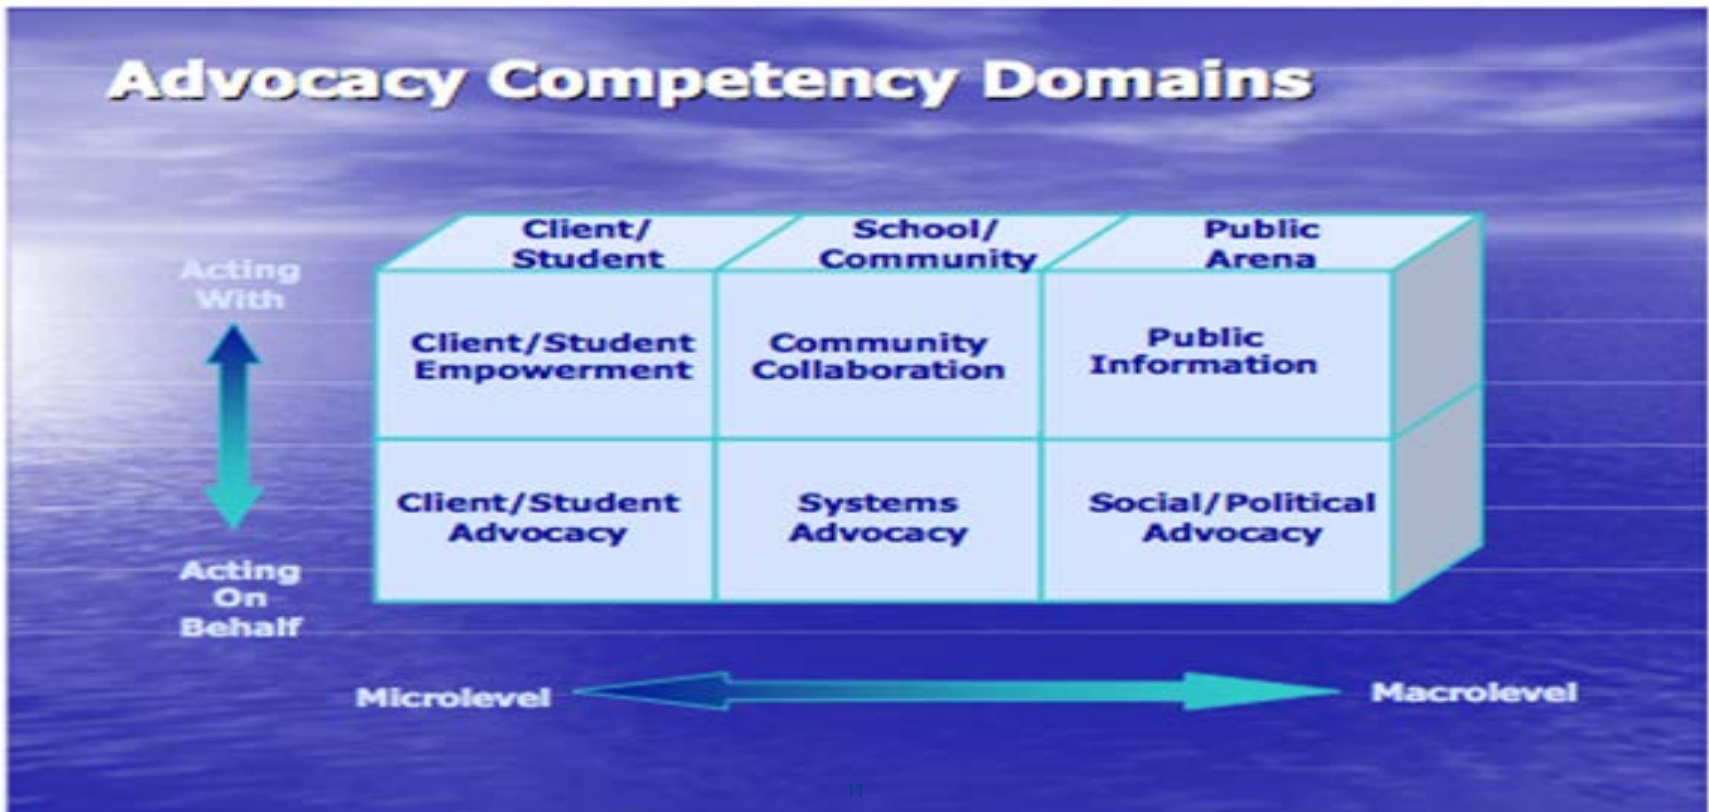 Advocacy Competency Domains
Client/
Student
School/
Community
Public
Arena
Acting
With
Client/Student
Empowerment
Community
Collaboration
Public
Information
Client/Student
Advocacy
Systems
Advocacy
Social/Political
Advocacy
Acting
On
Behalf
Microlevel
Macrolevel
11